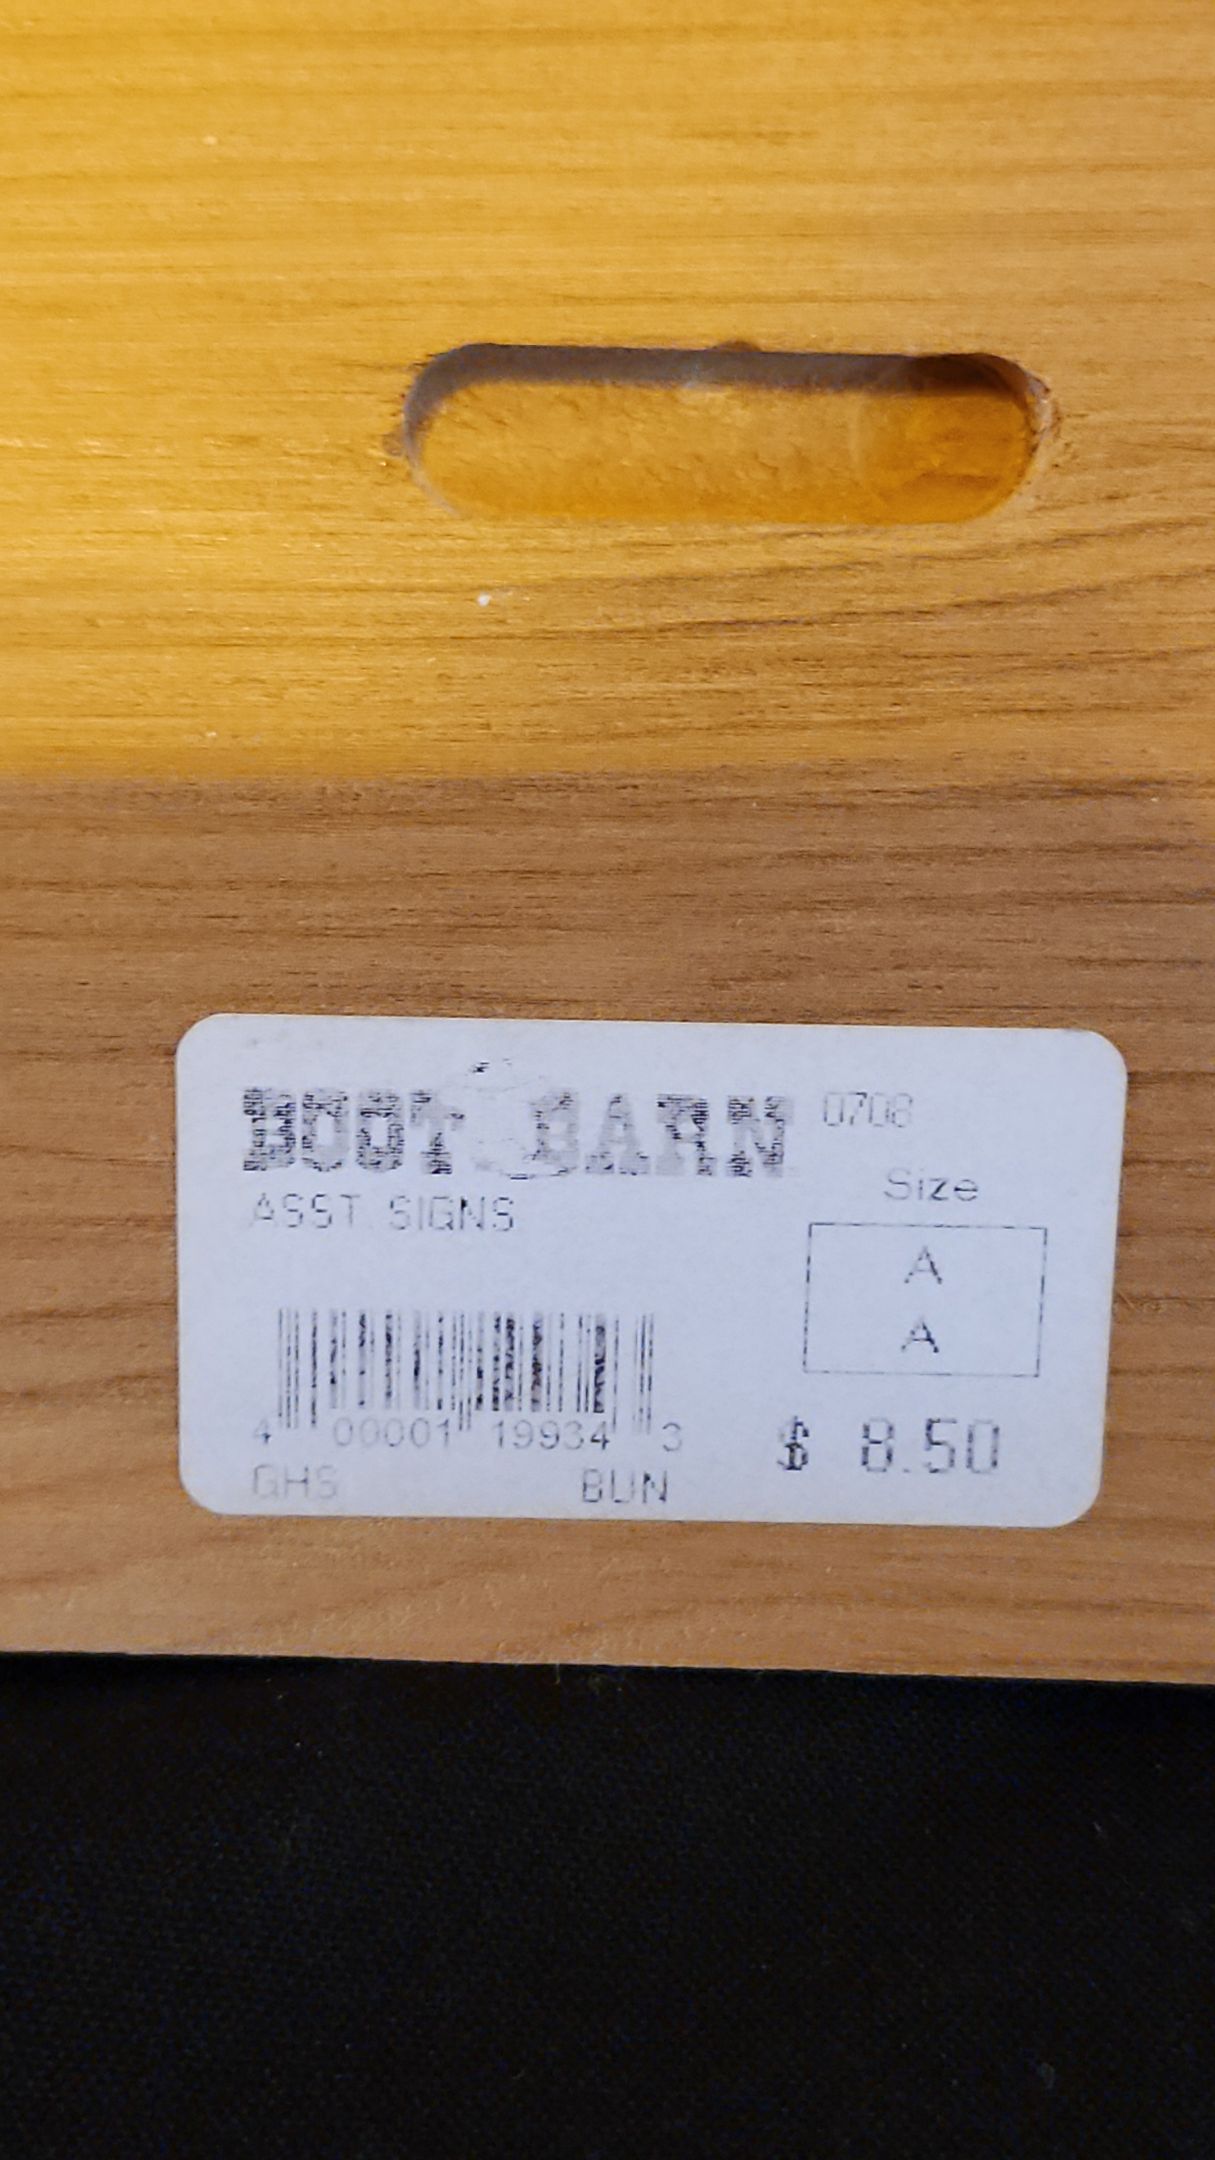 BOOT BARN 0708
ASST SIGNS
Size
A
A
4 00001 19934 3
$ 8.50
GHS BUN